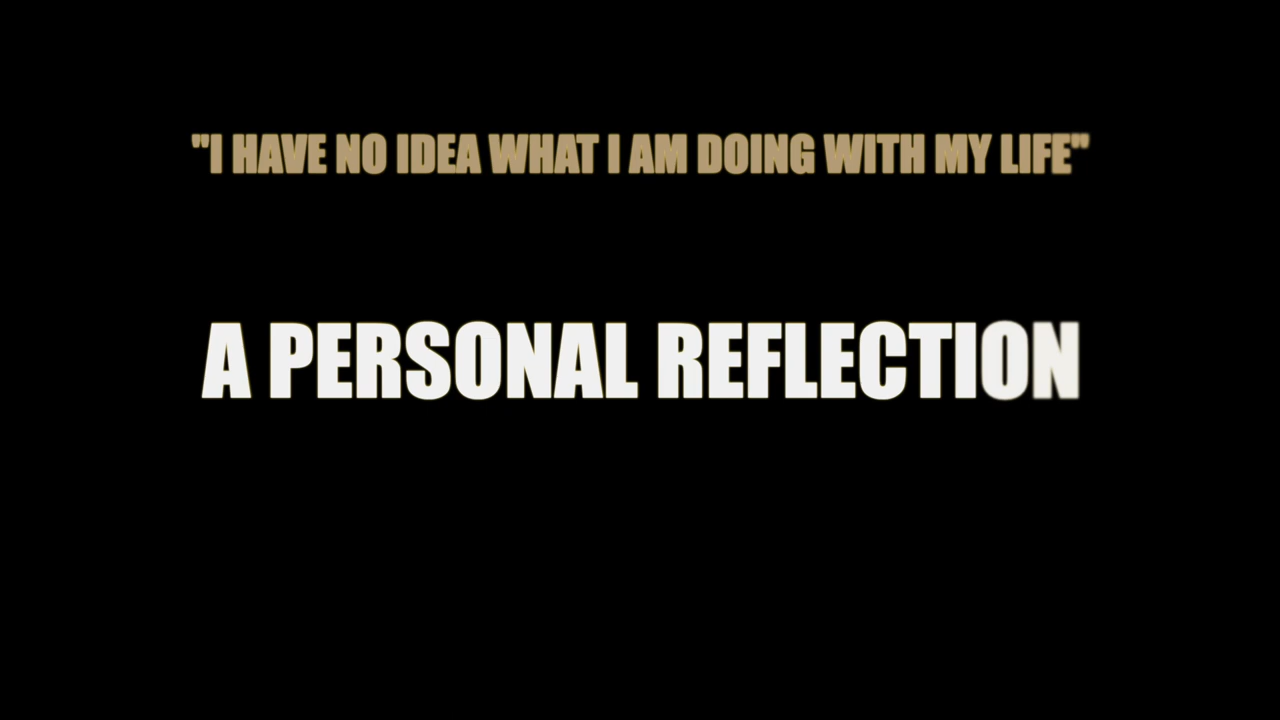 "I HAVE NO IDEA WHAT I AM DOING WITH MY LIFE"
A PERSONAL REFLECTION